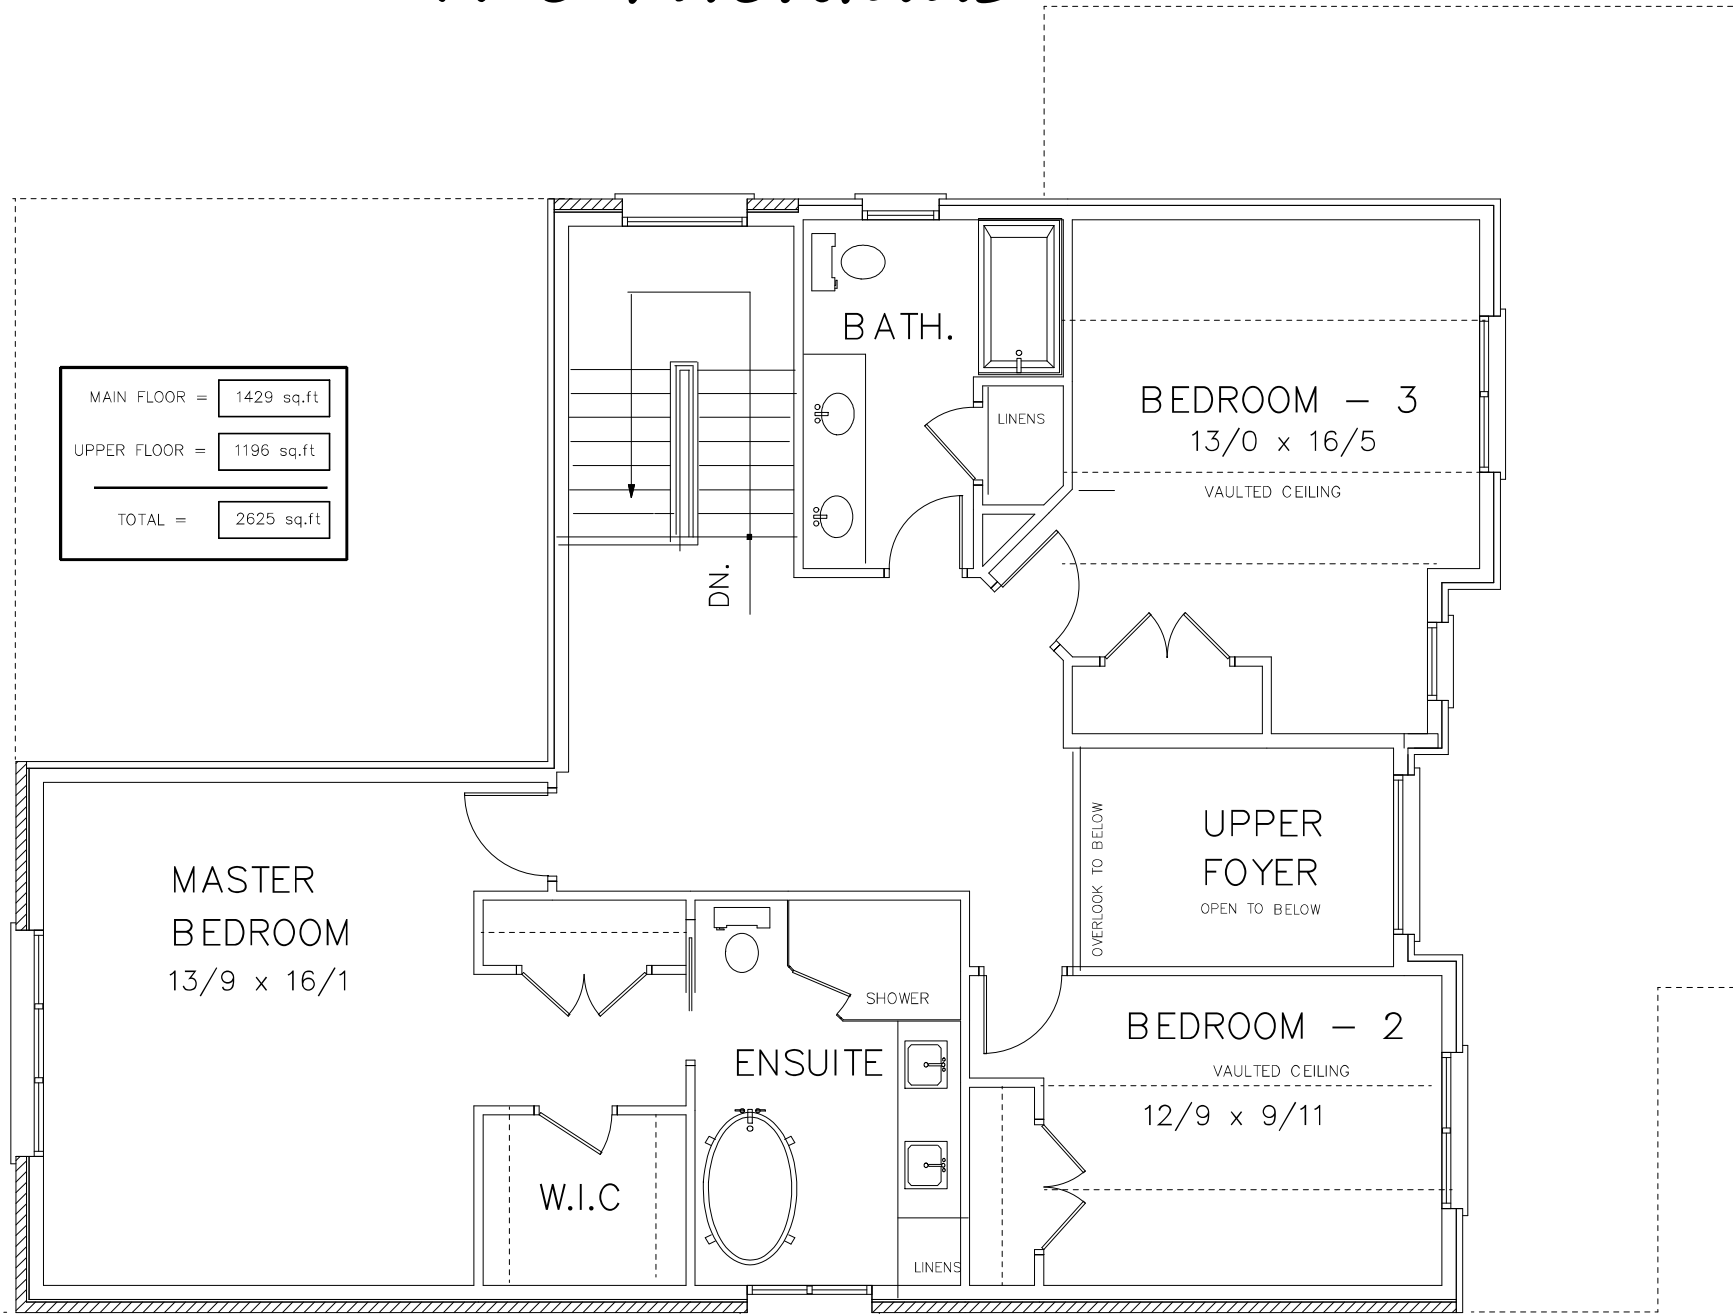 MAIN FLOOR = 1429 sq.ft
UPPER FLOOR = 1196 sq.ft
TOTAL = 2625 sq.ft
BATH.
LINENS
BEDROOM - 3
13/0 x 16/5
VAULTED CEILING
DN.
MASTER
BEDROOM
13/9 x 16/1
OVERLOOK TO BELOW
UPPER
FOYER
OPEN TO BELOW
SHOWER
ENSUITE
W.I.C
LINENS
BEDROOM - 2
VAULTED CEILING
12/9 x 9/11